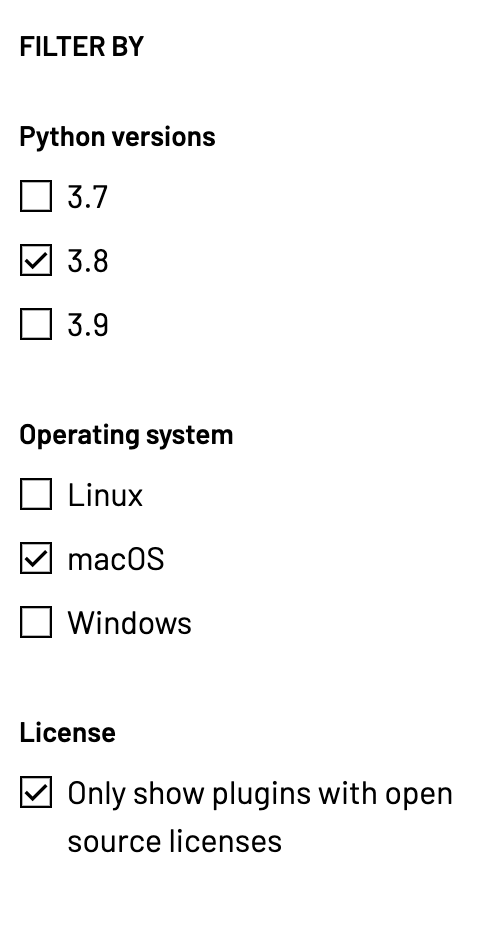 FILTER BY
Python versions
3.7
3.8
3.9
Operating system
Linux
macOS
Windows
License
Only show plugins with open
source licenses